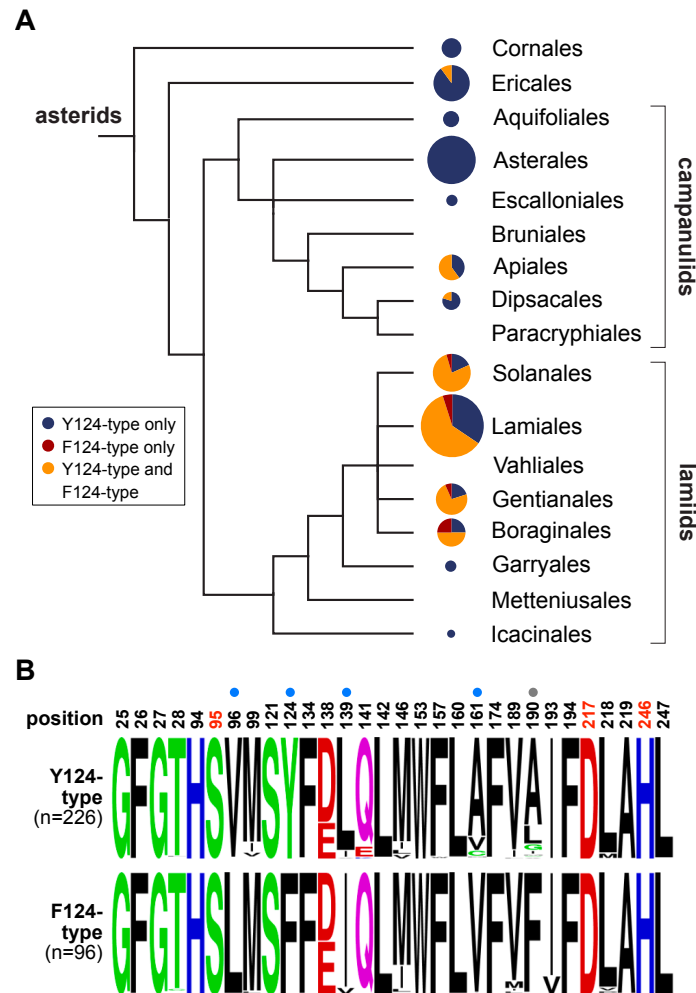 A
Cornales
Ericales
asterids
Aquifoliales
Asterales
Escalloniales
Bruniales
Apiales
Dipsacales
Paracryphiales
campanulids
Solanales
Lamiales
Vahliales
Gentianales
Boraginales
Garryales
Metteniusales
Icacinales
lamiids
Y124-type only
F124-type only
Y124-type and
F124-type
B
position 25 26 27 28 94 95 96 99 121 124 134 138 139 141 142 146 153 157 160 161 174 189 190 193 194 217 218 219 246 247
Y124-
type
(n=226)
GFGTHSVMSYFDLQLMWFLAFVAIFDLAHL
I V E I E I L V V G I L G M
F124-
type
(n=96)
GFGTHSLMSFFDIQLMWFLVFVFIFDLAHL
E V I L M I V